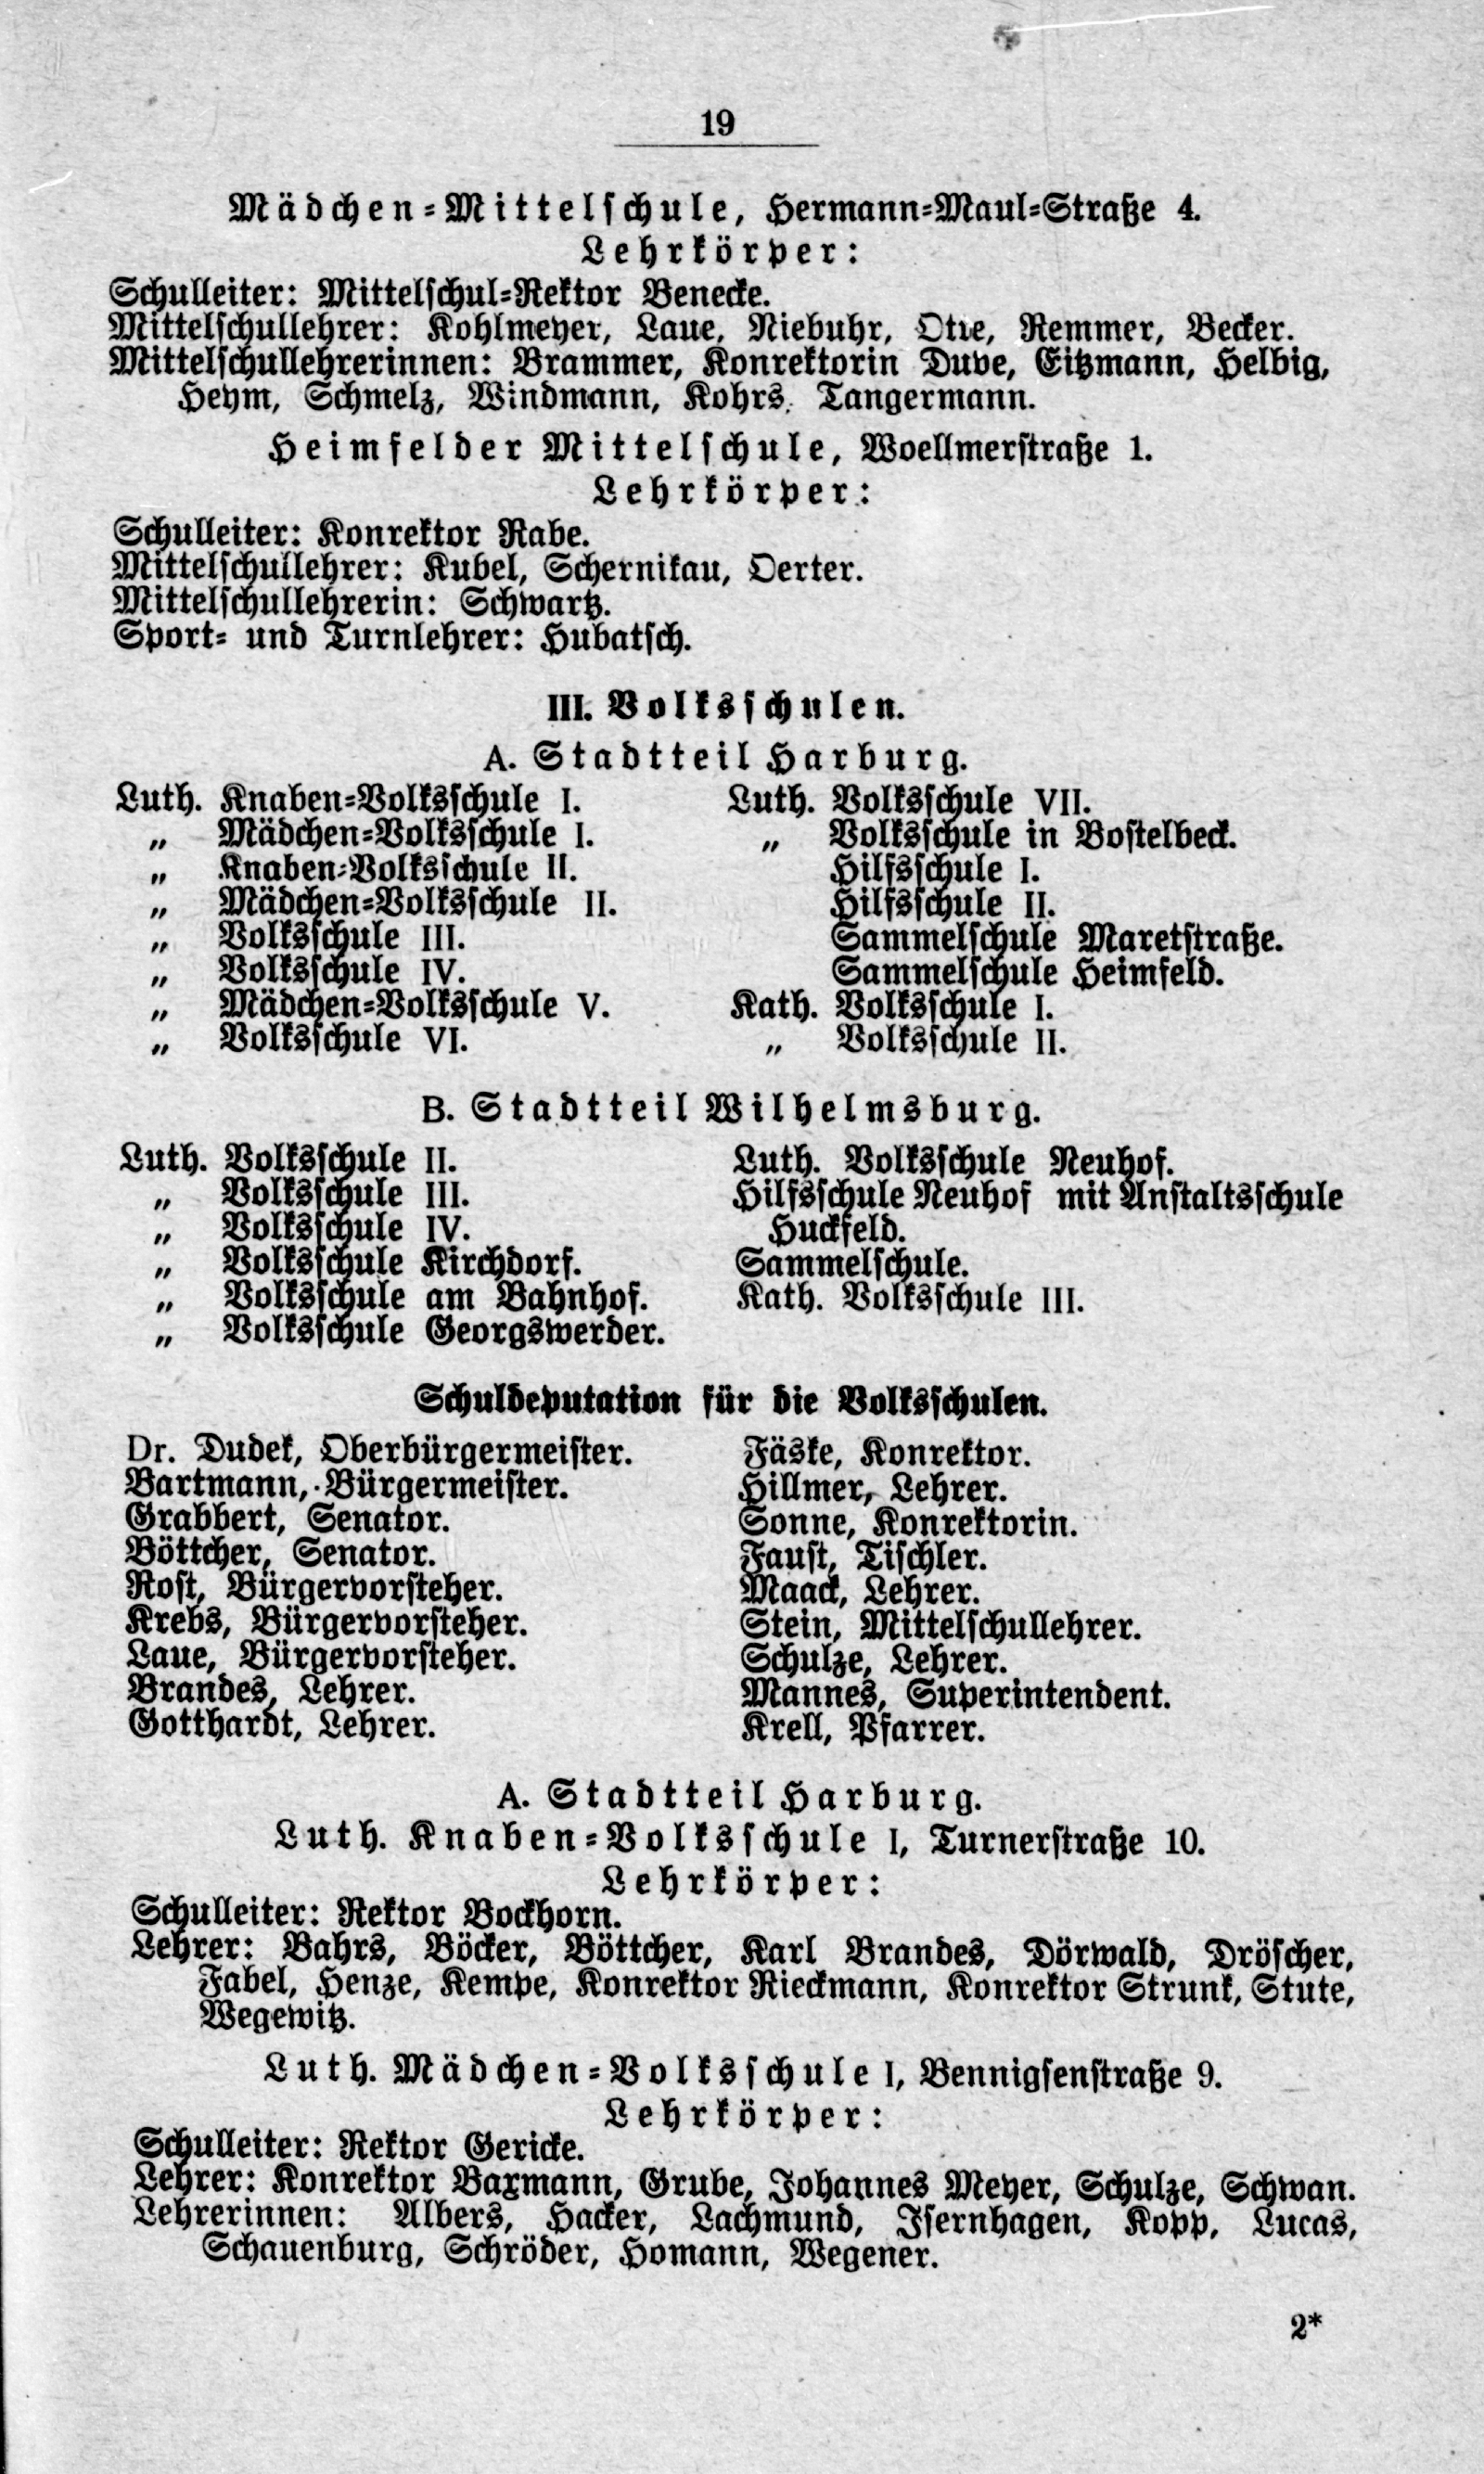 19
Mädchen-Mittelschule, Hermann-Maul-Straße 4.
Lehrkörper:
Schulleiter: Mittelschul-Rektor Benecke.
Mittelschullehrer: Kohlmeyer, Laue, Niebuhr, Otte, Remmer, Becker.
Mittelschullehrerinnen: Brammer, Konrektorin Duve, Eitzmann, Helbig,
Heym, Schmelz, Windmann, Kohrs, Tangermann.
Heimfelder Mittelschule, Woellmerstraße 1.
Lehrkörper:
Schulleiter: Konrektor Rabe.
Mittelschullehrer: Kubel, Schernikau, Oerter.
Mittelschullehrerin: Schwartz.
Sport- und Turnlehrer: Hubatsch.
III. Volksschulen.
A. Stadtteil Harburg.
Luth. Knaben-Volksschule I.
„ Mädchen-Volksschule I.
„ Knaben-Volksschule II.
„ Mädchen-Volksschule II.
„ Volksschule III.
„ Volksschule IV.
„ Mädchen-Volksschule V.
„ Volksschule VI.
Luth. Volksschule VII.
„ Volksschule in Bostelbeck.
Hilfsschule I.
Hilfsschule II.
Sammelschule Maretstraße.
Sammelschule Heimfeld.
Kath. Volksschule I.
„ Volksschule II.
B. Stadtteil Wilhelmsburg.
Luth. Volksschule II.
„ Volksschule III.
„ Volksschule IV.
„ Volksschule Kirchdorf.
„ Volksschule am Bahnhof.
„ Volksschule Georgswerder.
Luth. Volksschule Neuhof.
Hilfsschule Neuhof mit Anstaltsschule
Huckfeld.
Sammelschule.
Kath. Volksschule III.
Schuldeputation für die Volksschulen.
Dr. Dudek, Oberbürgermeister.
Bartmann, Bürgermeister.
Grabbert, Senator.
Böttcher, Senator.
Rost, Bürgervorsteher.
Krebs, Bürgervorsteher.
Laue, Bürgervorsteher.
Brandes, Lehrer.
Gotthardt, Lehrer.
Fäske, Konrektor.
Hillmer, Lehrer.
Sonne, Konrektorin.
Faust, Tischler.
Maack, Lehrer.
Stein, Mittelschullehrer.
Schulze, Lehrer.
Mannes, Superintendent.
Krell, Pfarrer.
A. Stadtteil Harburg.
Luth. Knaben-Volksschule I, Turnerstraße 10.
Lehrkörper:
Schulleiter: Rektor Bockhorn.
Lehrer: Bahrs, Böcker, Böttcher, Karl Brandes, Dörwald, Dröscher,
Fabel, Henze, Kempe, Konrektor Rieckmann, Konrektor Strunk, Stute,
Wegewitz.
Luth. Mädchen-Volksschule I, Bennigsenstraße 9.
Lehrkörper:
Schulleiter: Rektor Gericke.
Lehrer: Konrektor Baxmann, Grube, Johannes Meyer, Schulze, Schwan.
Lehrerinnen: Albers, Hacker, Lachmund, Isernhagen, Kopp, Lucas,
Schauenburg, Schröder, Homann, Wegener.
2*